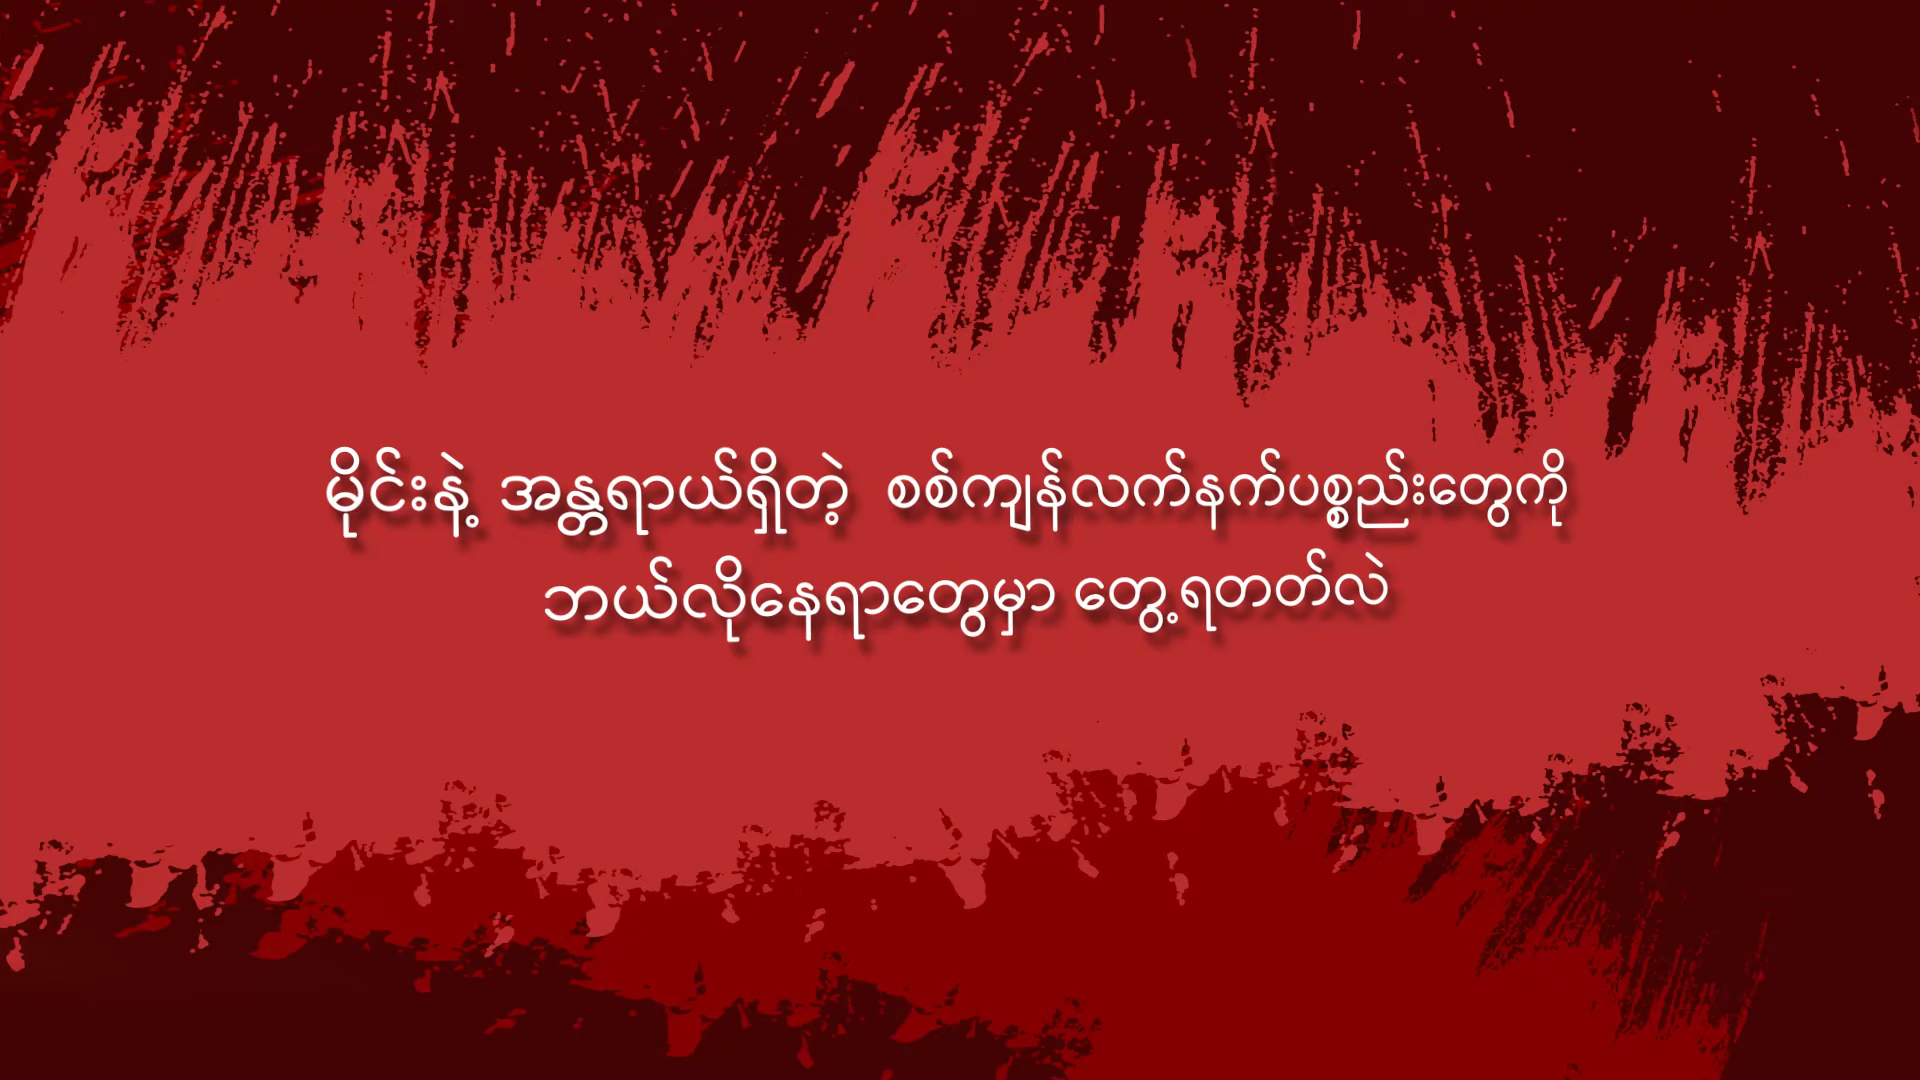 မိုင်းနဲ့ အန္တရာယ်ရှိတဲ့ စစ်ကျန်လက်နက်ပစ္စည်းတွေကို
ဘယ်လိုနေရာတွေမှာ တွေ့ရတတ်လဲ